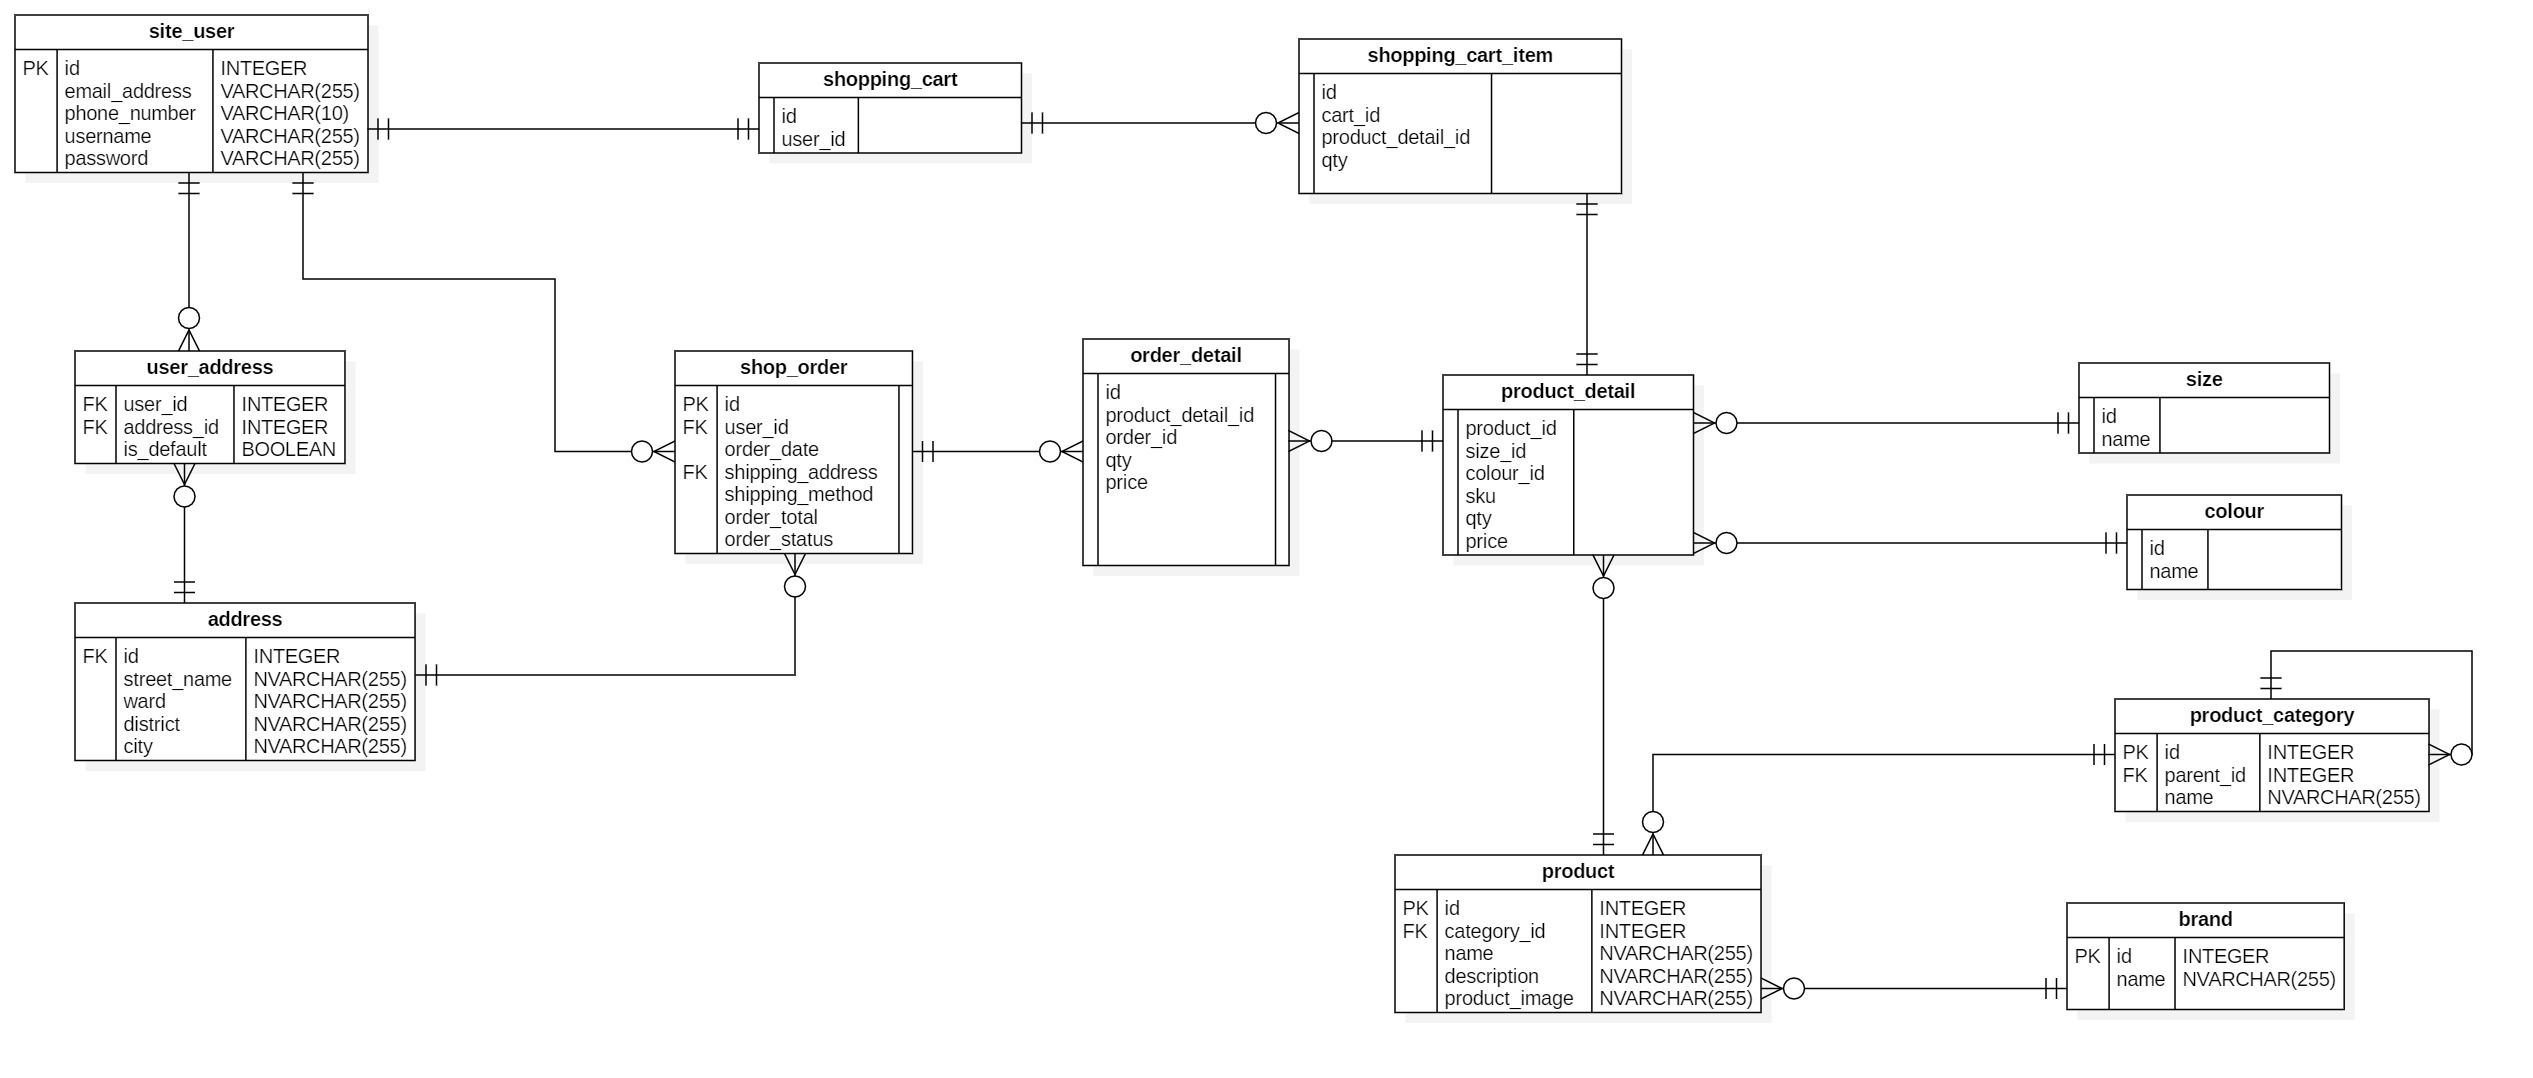 site_user
PK id INTEGER
email_address VARCHAR(255)
phone_number VARCHAR(10)
username VARCHAR(255)
password VARCHAR(255)
shopping_cart
id
user_id
shopping_cart_item
id
cart_id
product_detail_id
qty
user_address
FK user_id INTEGER
FK address_id INTEGER
is_default BOOLEAN
shop_order
PK id
FK user_id
order_date
FK shipping_address
shipping_method
order_total
order_status
order_detail
id
product_detail_id
order_id
qty
price
product_detail
product_id
size_id
colour_id
sku
qty
price
size
id
name
colour
id
name
address
FK id INTEGER
street_name NVARCHAR(255)
ward NVARCHAR(255)
district NVARCHAR(255)
city NVARCHAR(255)
product_category
PK id INTEGER
FK parent_id INTEGER
name NVARCHAR(255)
product
PK id INTEGER
FK category_id INTEGER
name NVARCHAR(255)
description NVARCHAR(255)
product_image NVARCHAR(255)
brand
PK id INTEGER
name NVARCHAR(255)